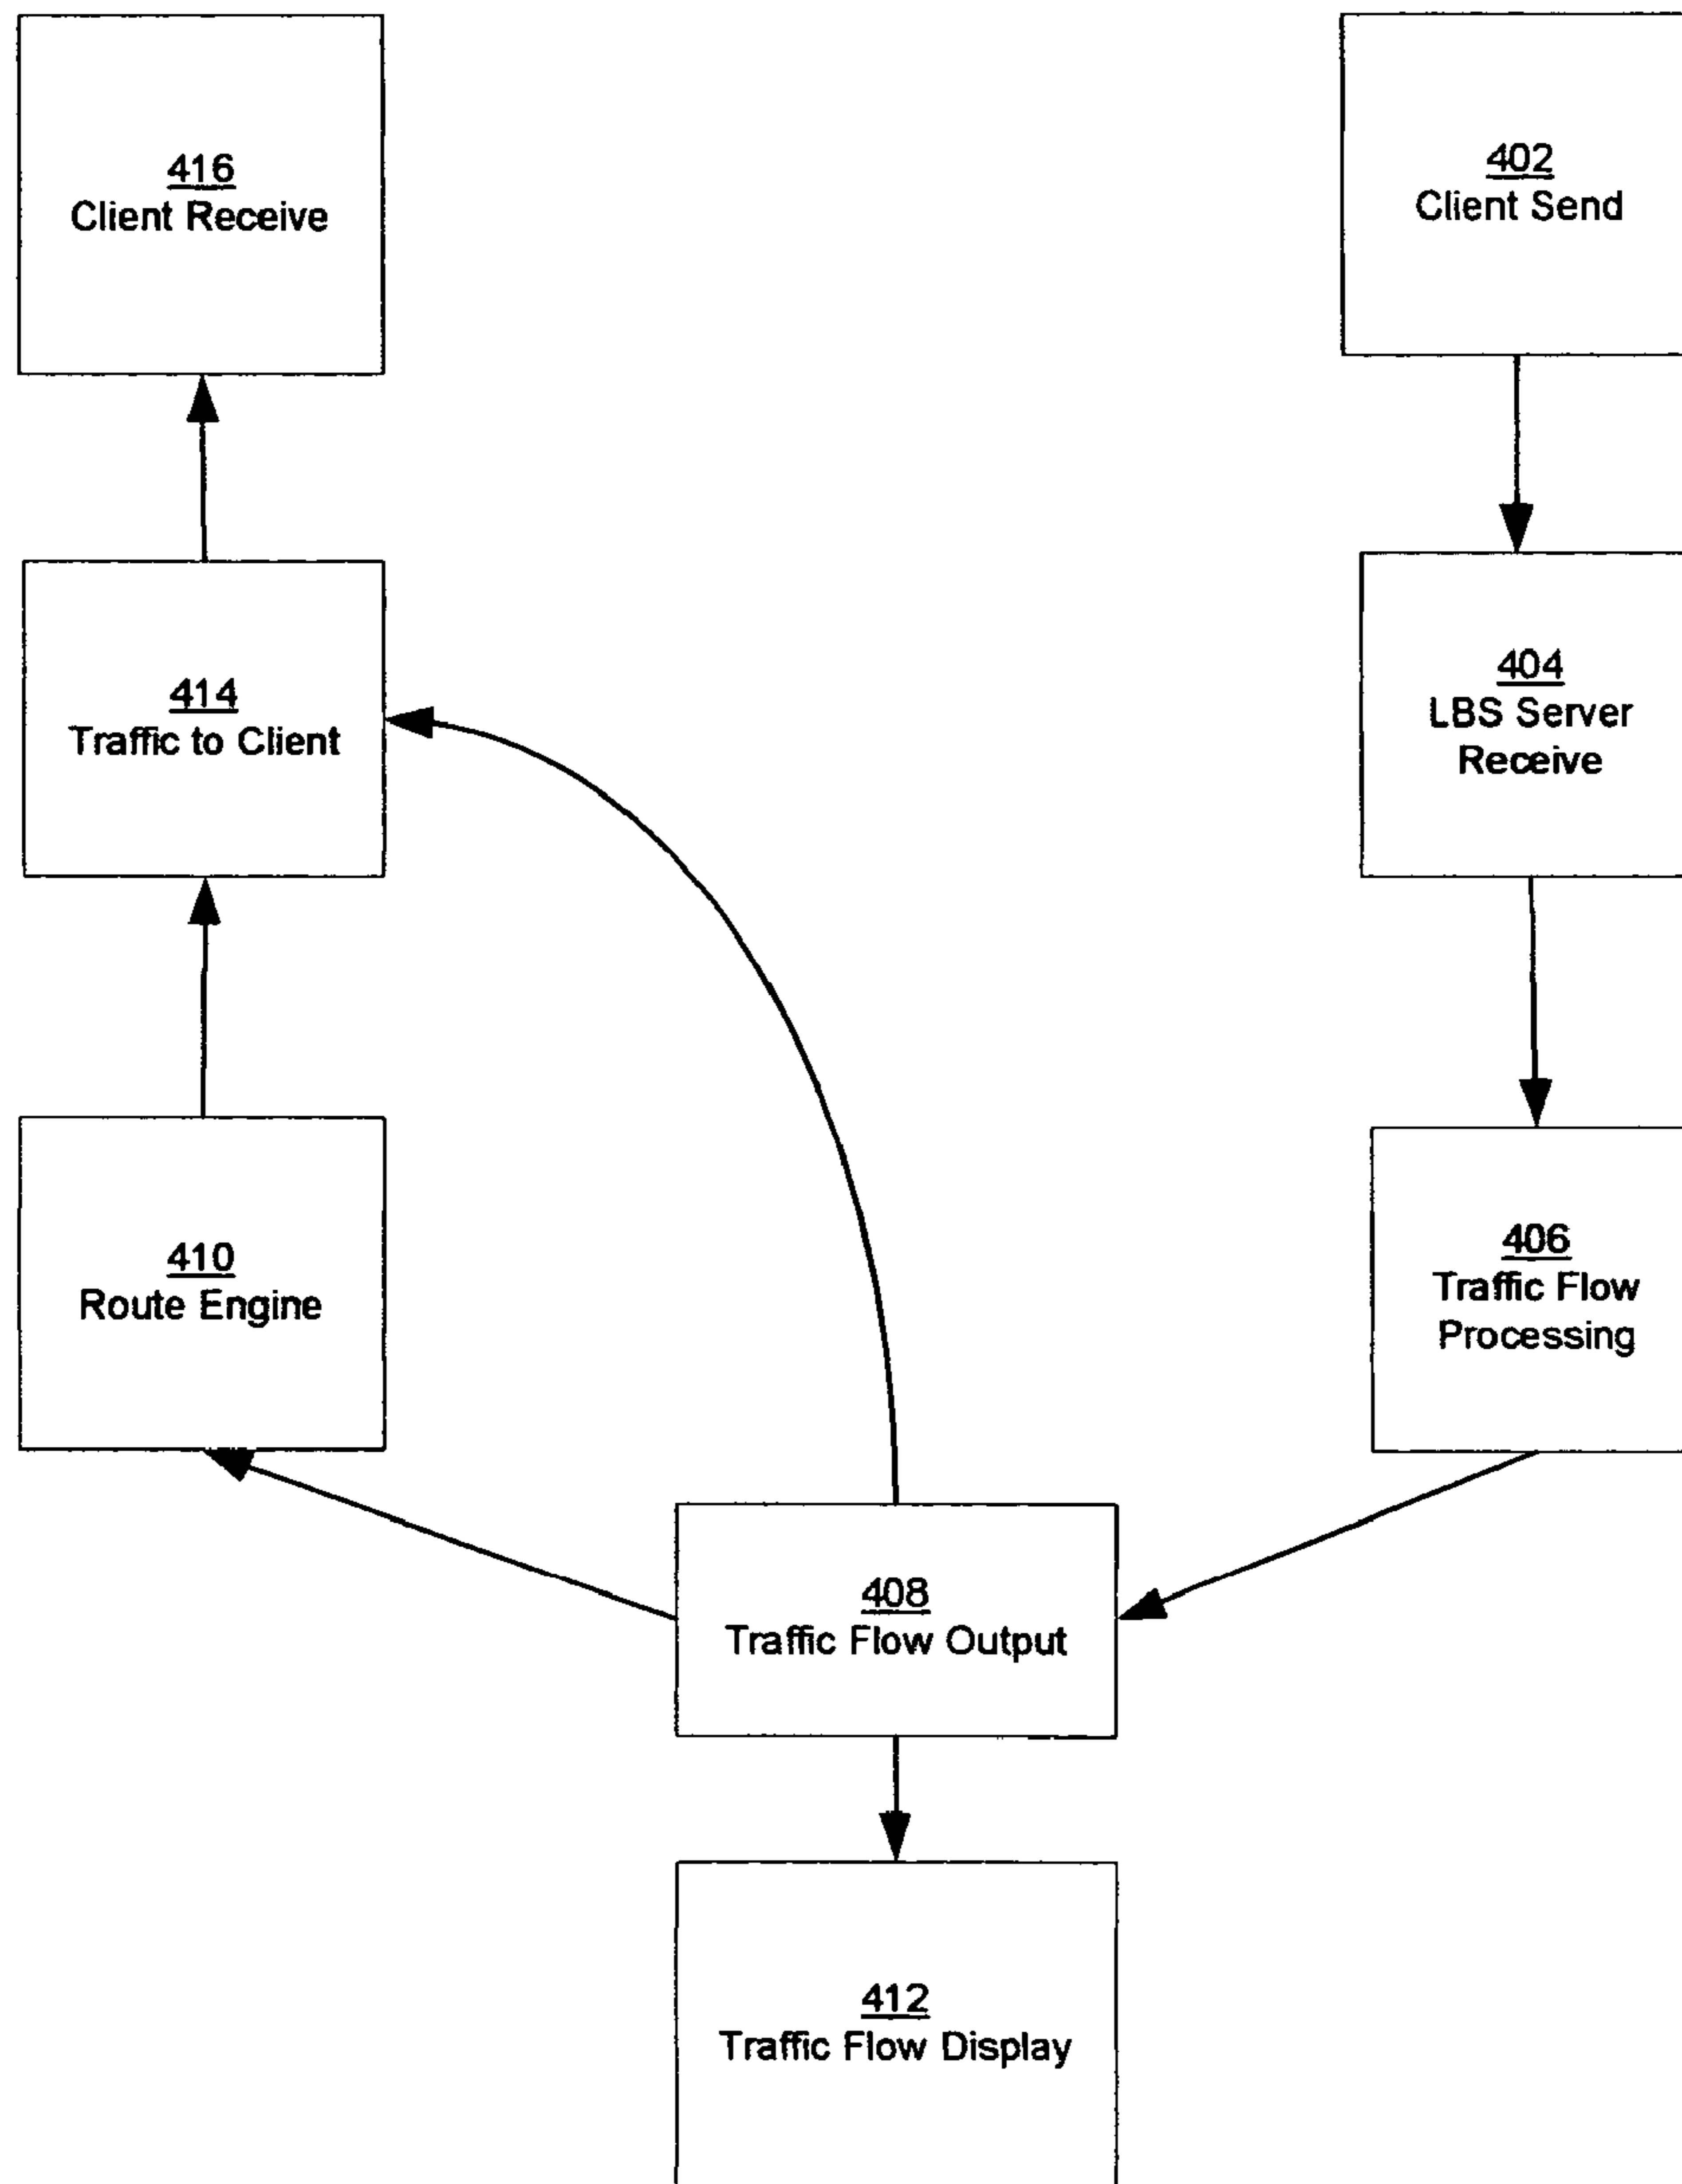 416
Client Receive
402
Client Send
414
Traffic to Client
404
LBS Server
Receive
410
Route Engine
406
Traffic Flow
Processing
408
Traffic Flow Output
412
Traffic Flow Display